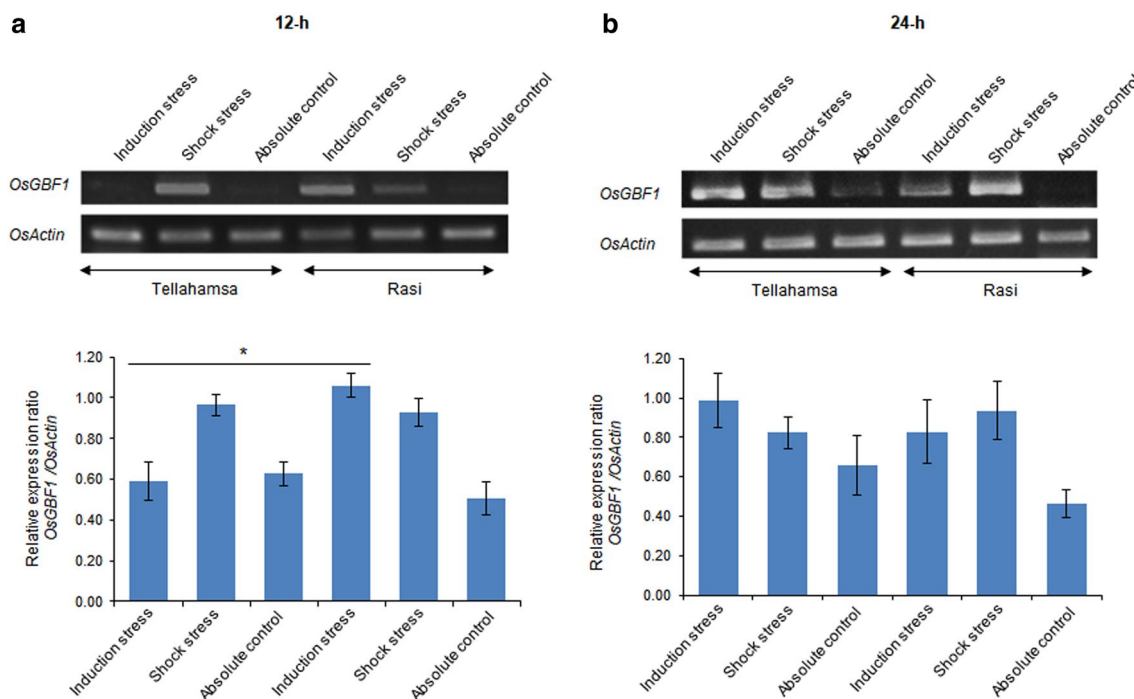 a
12-h
Induction stress
Shock stress
Absolute control
Induction stress
Shock stress
Absolute control
OsGBF1
OsActin
Tellahamsa
Rasi
*
1.20
1.00
0.80
0.60
0.40
0.20
0.00
Relative expression ratio
OsGBF1 /OsActin
Induction stress
Shock stress
Absolute control
Induction stress
Shock stress
Absolute control
b
24-h
Induction stress
Shock stress
Absolute control
Induction stress
Shock stress
Absolute control
OsGBF1
OsActin
Tellahamsa
Rasi
1.20
1.00
0.80
0.60
0.40
0.20
0.00
Relative expression ratio
OsGBF1 /OsActin
Induction stress
Shock stress
Absolute control
Induction stress
Shock stress
Absolute control